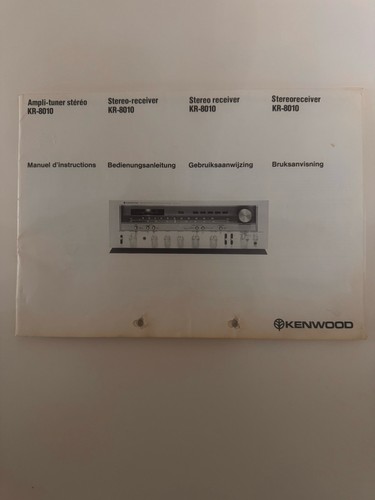 Ampli-tuner stéréo
KR-8010
Stereo-receiver
KR-8010
Stereo receiver
KR-8010
Stereoreceiver
KR-8010
Manuel d'instructions
Bedienungsanleitung
Gebruiksaanwijzing
Bruksanvisning
KENWOOD